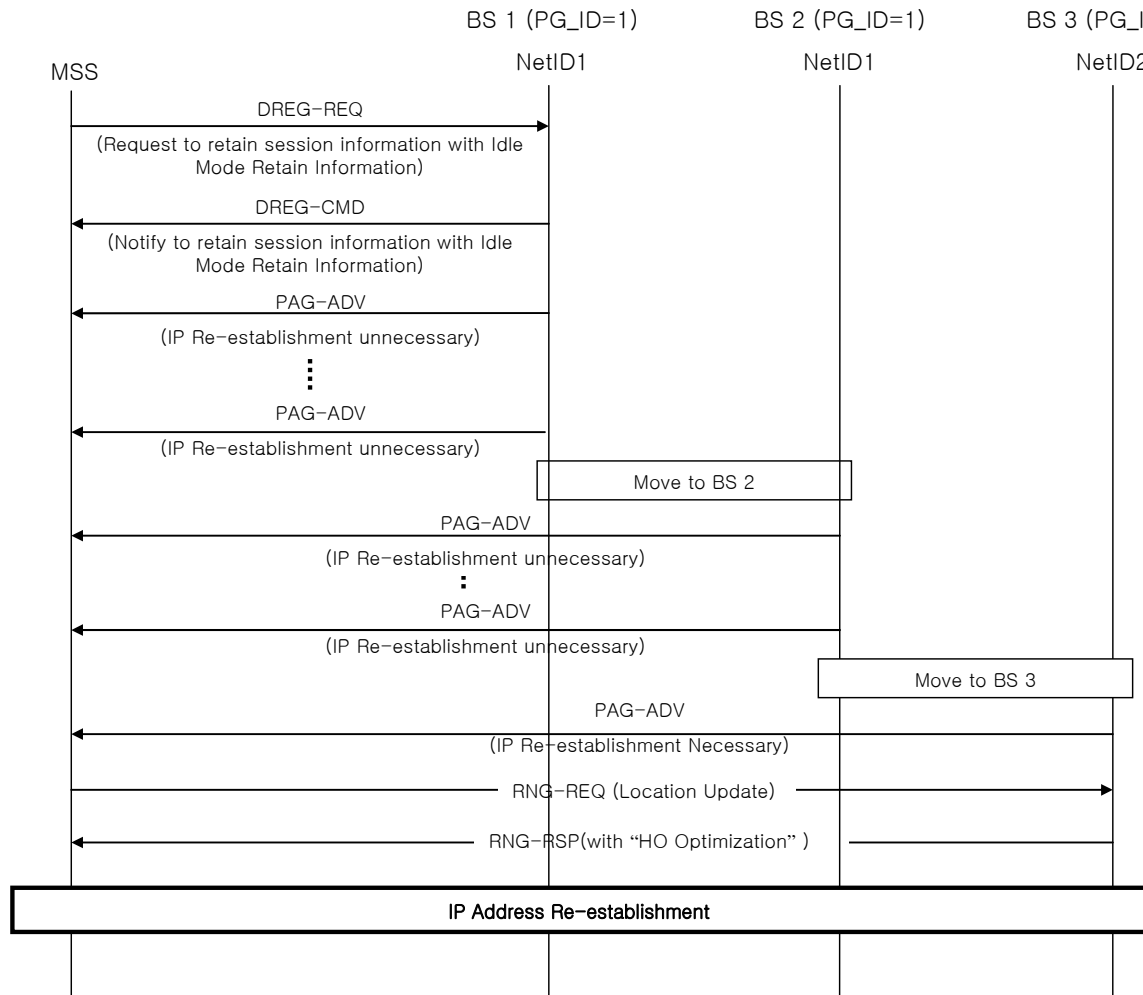 BS 1 (PG_ID=1) BS 2 (PG_ID=1) BS 3 (PG_I
NetID1 NetID1 NetID2
MSS
DREG-REQ
(Request to retain session information with Idle
Mode Retain Information)
DREG-CMD
(Notify to retain session information with Idle
Mode Retain Information)
PAG-ADV
(IP Re-establishment unnecessary)
PAG-ADV
(IP Re-establishment unnecessary)
Move to BS 2
PAG-ADV
(IP Re-establishment unnecessary)
PAG-ADV
(IP Re-establishment unnecessary)
Move to BS 3
PAG-ADV
(IP Re-establishment Necessary)
RNG-REQ (Location Update)
RNG-RSP(with “HO Optimization” )
IP Address Re-establishment